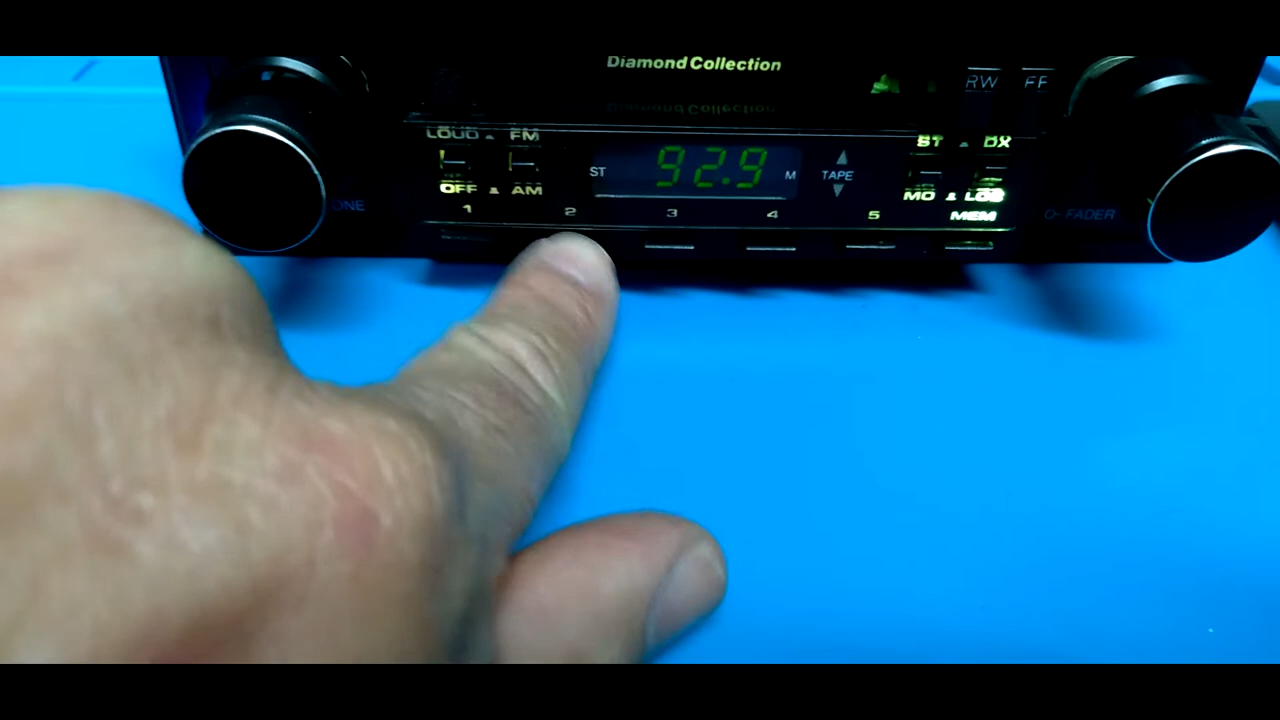 Diamond Collection
RW FF
LOUD FM ST DX
ST 92.9 M TAPE
OFF AM MO LOC
1 2 3 4 5 MEM
ONE FADER